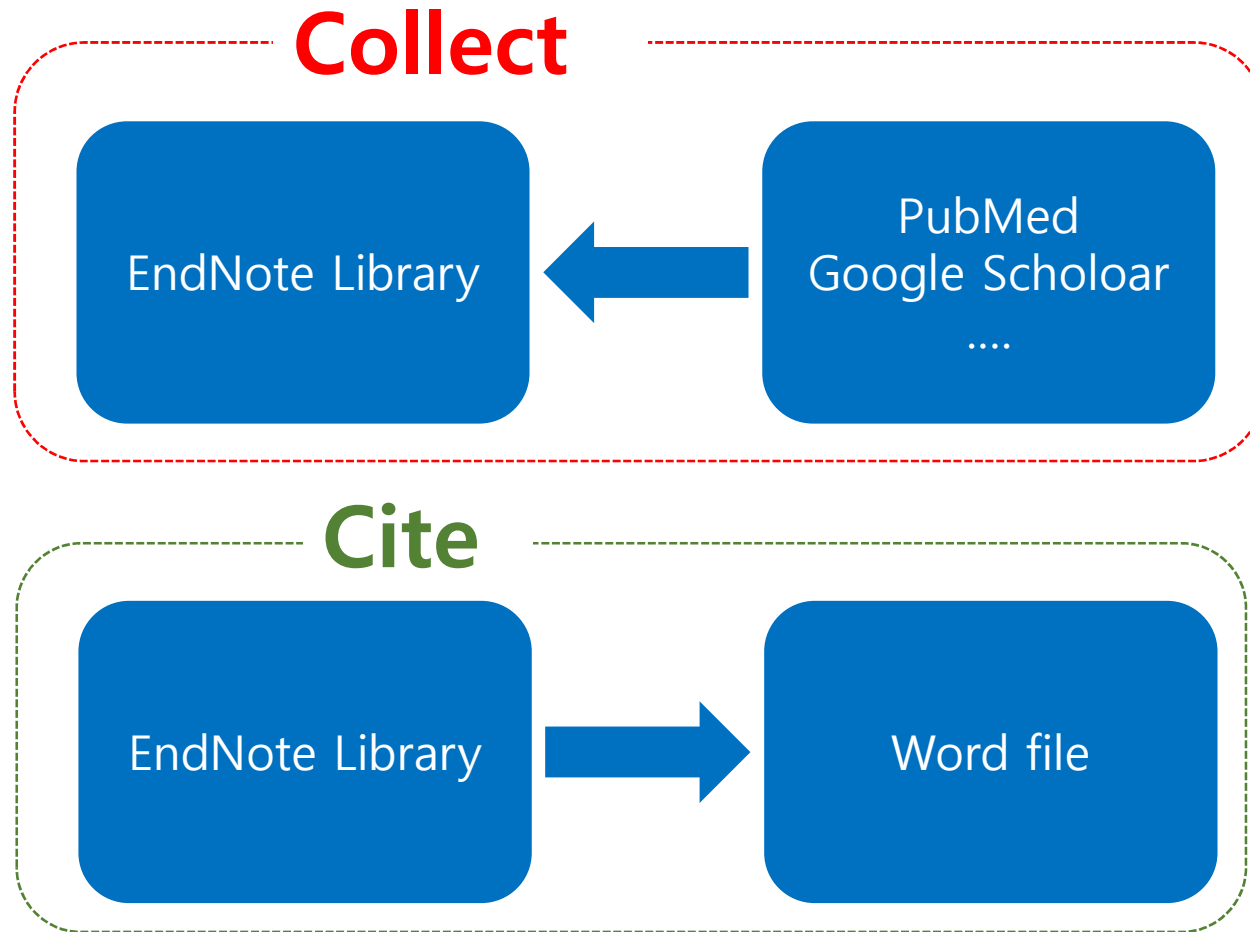 Collect
EndNote Library
PubMed
Google Scholoar
....
Cite
EndNote Library
Word file